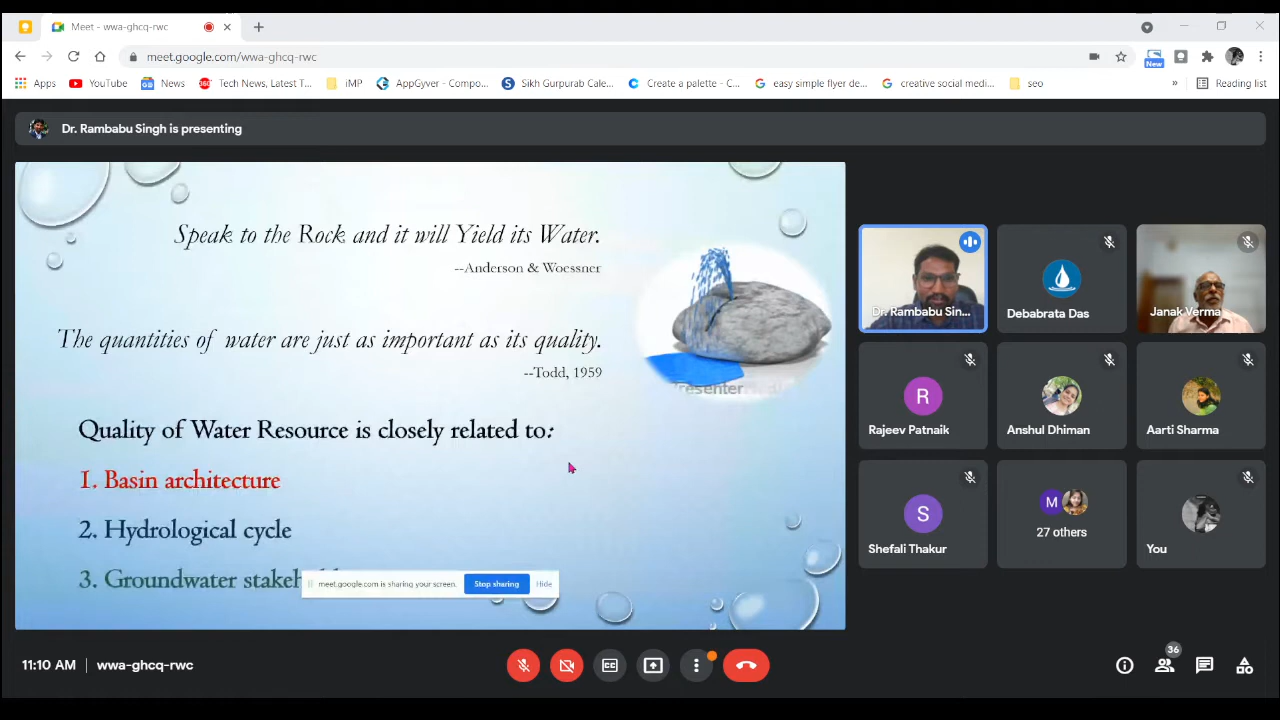 Meet - wwa-ghcq-rwc
meet.google.com/wwa-ghcq-rwc
New
Apps
YouTube
News
Tech News, Latest T...
iMP
AppGyver - Compo...
Sikh Gurpurab Cale...
Create a palette - C...
easy simple flyer de...
creative social medi...
seo
»
Reading list
Dr. Rambabu Singh is presenting
Speak to the Rock and it will Yield its Water.
--Anderson & Woessner
The quantities of water are just as important as its quality.
--Todd, 1959
Quality of Water Resource is closely related to:
1. Basin architecture
2. Hydrological cycle
3. Groundwater
meet.google.com is sharing your screen.
Stop sharing
Hide
Dr. Rambabu Sin...
Debabrata Das
Janak Verma
R
Rajeev Patnaik
Anshul Dhiman
Aarti Sharma
S
Shefali Thakur
M
27 others
You
11:10 AM | wwa-ghcq-rwc
CC
36